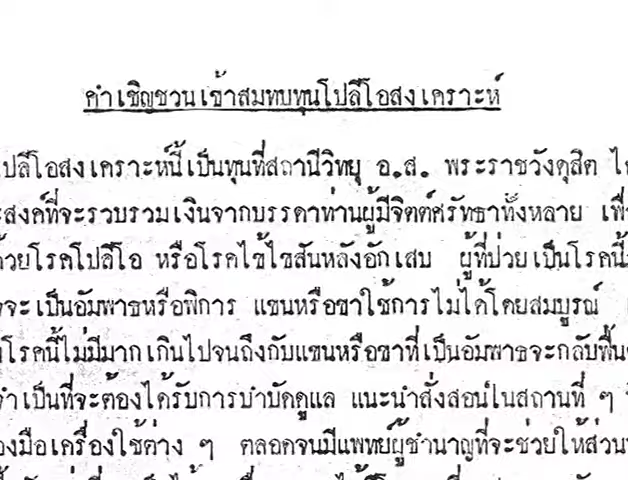 คำเชิญชวนเข้าสมทบทุนโปลีโอสงเคราะห์
โปลีโอสงเคราะห์นี้เป็นทุนที่สถานีวิทยุ อ.ส. พระราชวังดุสิต ได
ะสงค์ที่จะรวบรวมเงินจากบรรดาท่านผู้มีจิตต์ศรัทธาทั้งหลาย เพื่
ด้วยโรคโปลีโอ หรือโรคไข้ไขสันหลังอักเสบ ผู้ที่ป่วยเป็นโรคนี้
จะเป็นอัมพาธหรือพิการ แขนหรือขาใช้การไม่ได้โดยสมบูรณ์
โรคนี้ไม่มีมากเกินไปจนถึงกับแขนหรือขาที่เป็นอัมพาธจะกลับฟื้น
จำเป็นที่จะต้องได้รับการบำบัดดูแล แนะนำสั่งสอนในสถานที่ ๆ
องมือเครื่องใช้ต่าง ๆ ตลอดจนมีแพทย์ผู้ชำนาญที่จะช่วยให้ส่วน